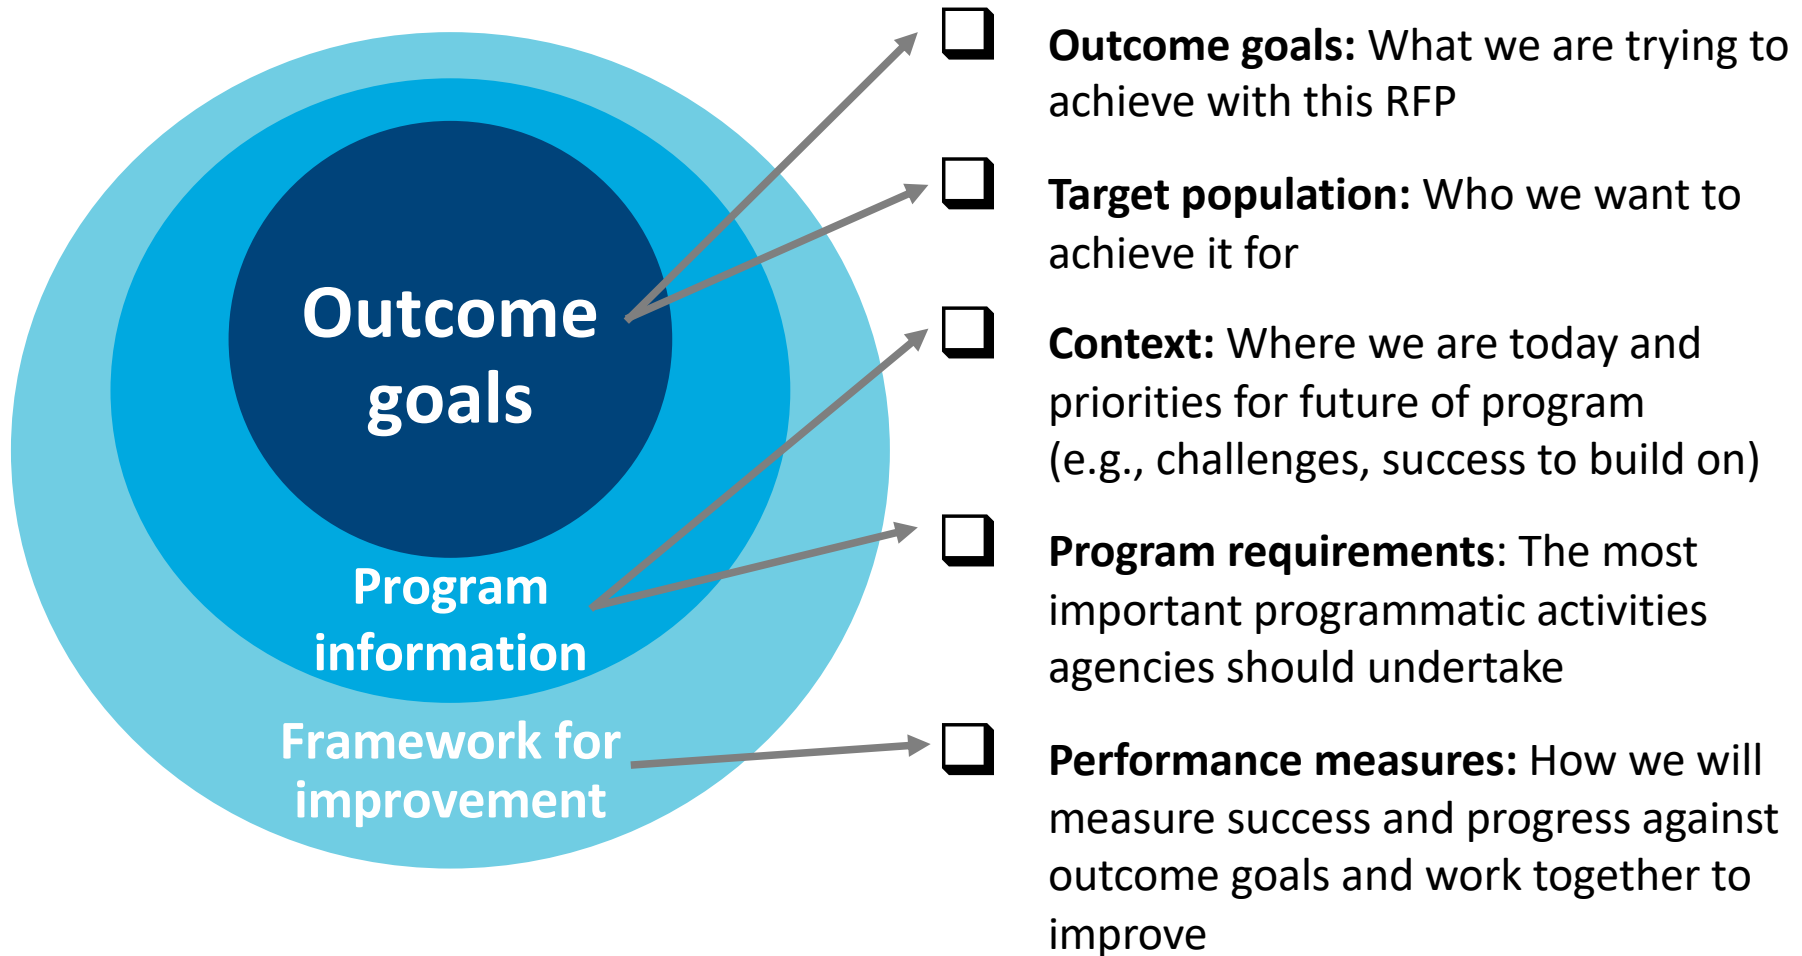 Outcome
goals
Program
information
Framework for
improvement
Outcome goals: What we are trying to
achieve with this RFP
Target population: Who we want to
achieve it for
Context: Where we are today and
priorities for future of program
(e.g., challenges, success to build on)
Program requirements: The most
important programmatic activities
agencies should undertake
Performance measures: How we will
measure success and progress against
outcome goals and work together to
improve